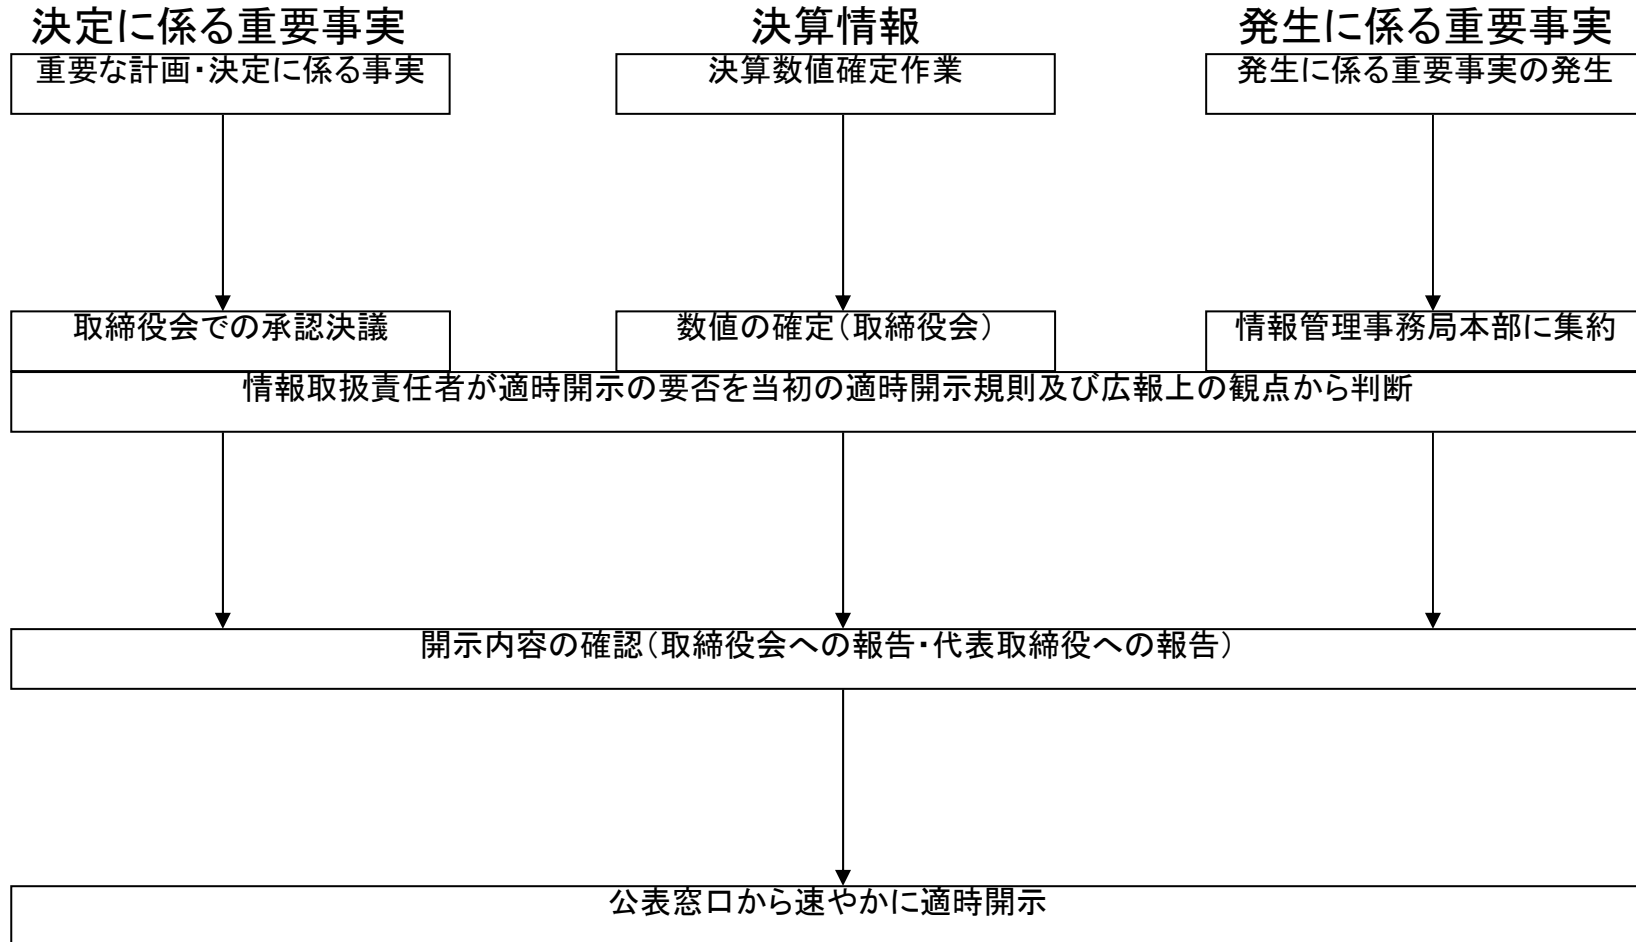 決定に係る重要事実
決算情報
発生に係る重要事実
重要な計画・決定に係る事実
決算数値確定作業
発生に係る重要事実の発生
取締役会での承認決議
数値の確定（取締役会）
情報管理事務局本部に集約
情報取扱責任者が適時開示の要否を当初の適時開示規則及び広報上の観点から判断
開示内容の確認（取締役会への報告・代表取締役への報告）
公表窓口から速やかに適時開示